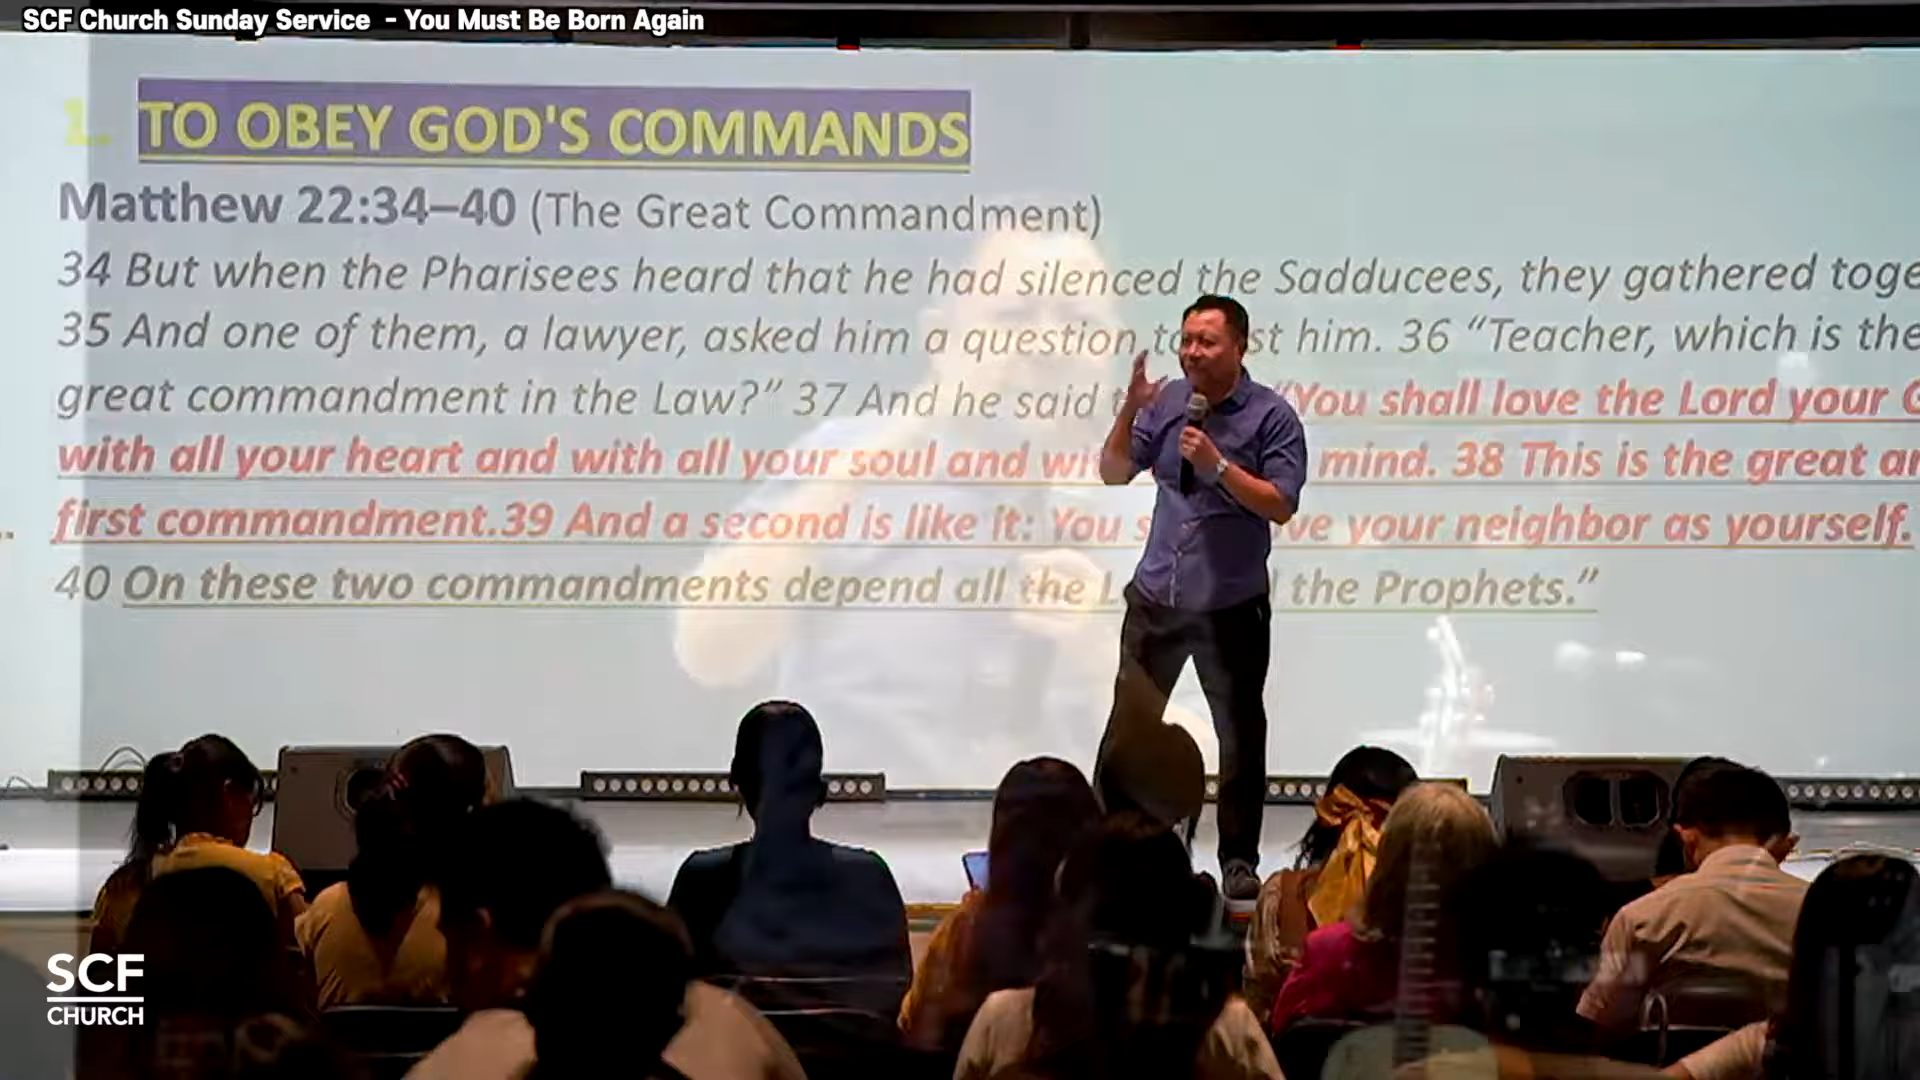 SCF Church Sunday Service - You Must Be Born Again
1. TO OBEY GOD'S COMMANDS
Matthew 22:34–40 (The Great Commandment)
34 But when the Pharisees heard that he had silenced the Sadducees, they gathered toge
35 And one of them, a lawyer, asked him a question to st him. 36 “Teacher, which is the
great commandment in the Law?” 37 And he said “You shall love the Lord your G
with all your heart and with all your soul and wi mind. 38 This is the great an
first commandment.39 And a second is like it: You s ve your neighbor as yourself.
40 On these two commandments depend all the L the Prophets.”
SCF
CHURCH